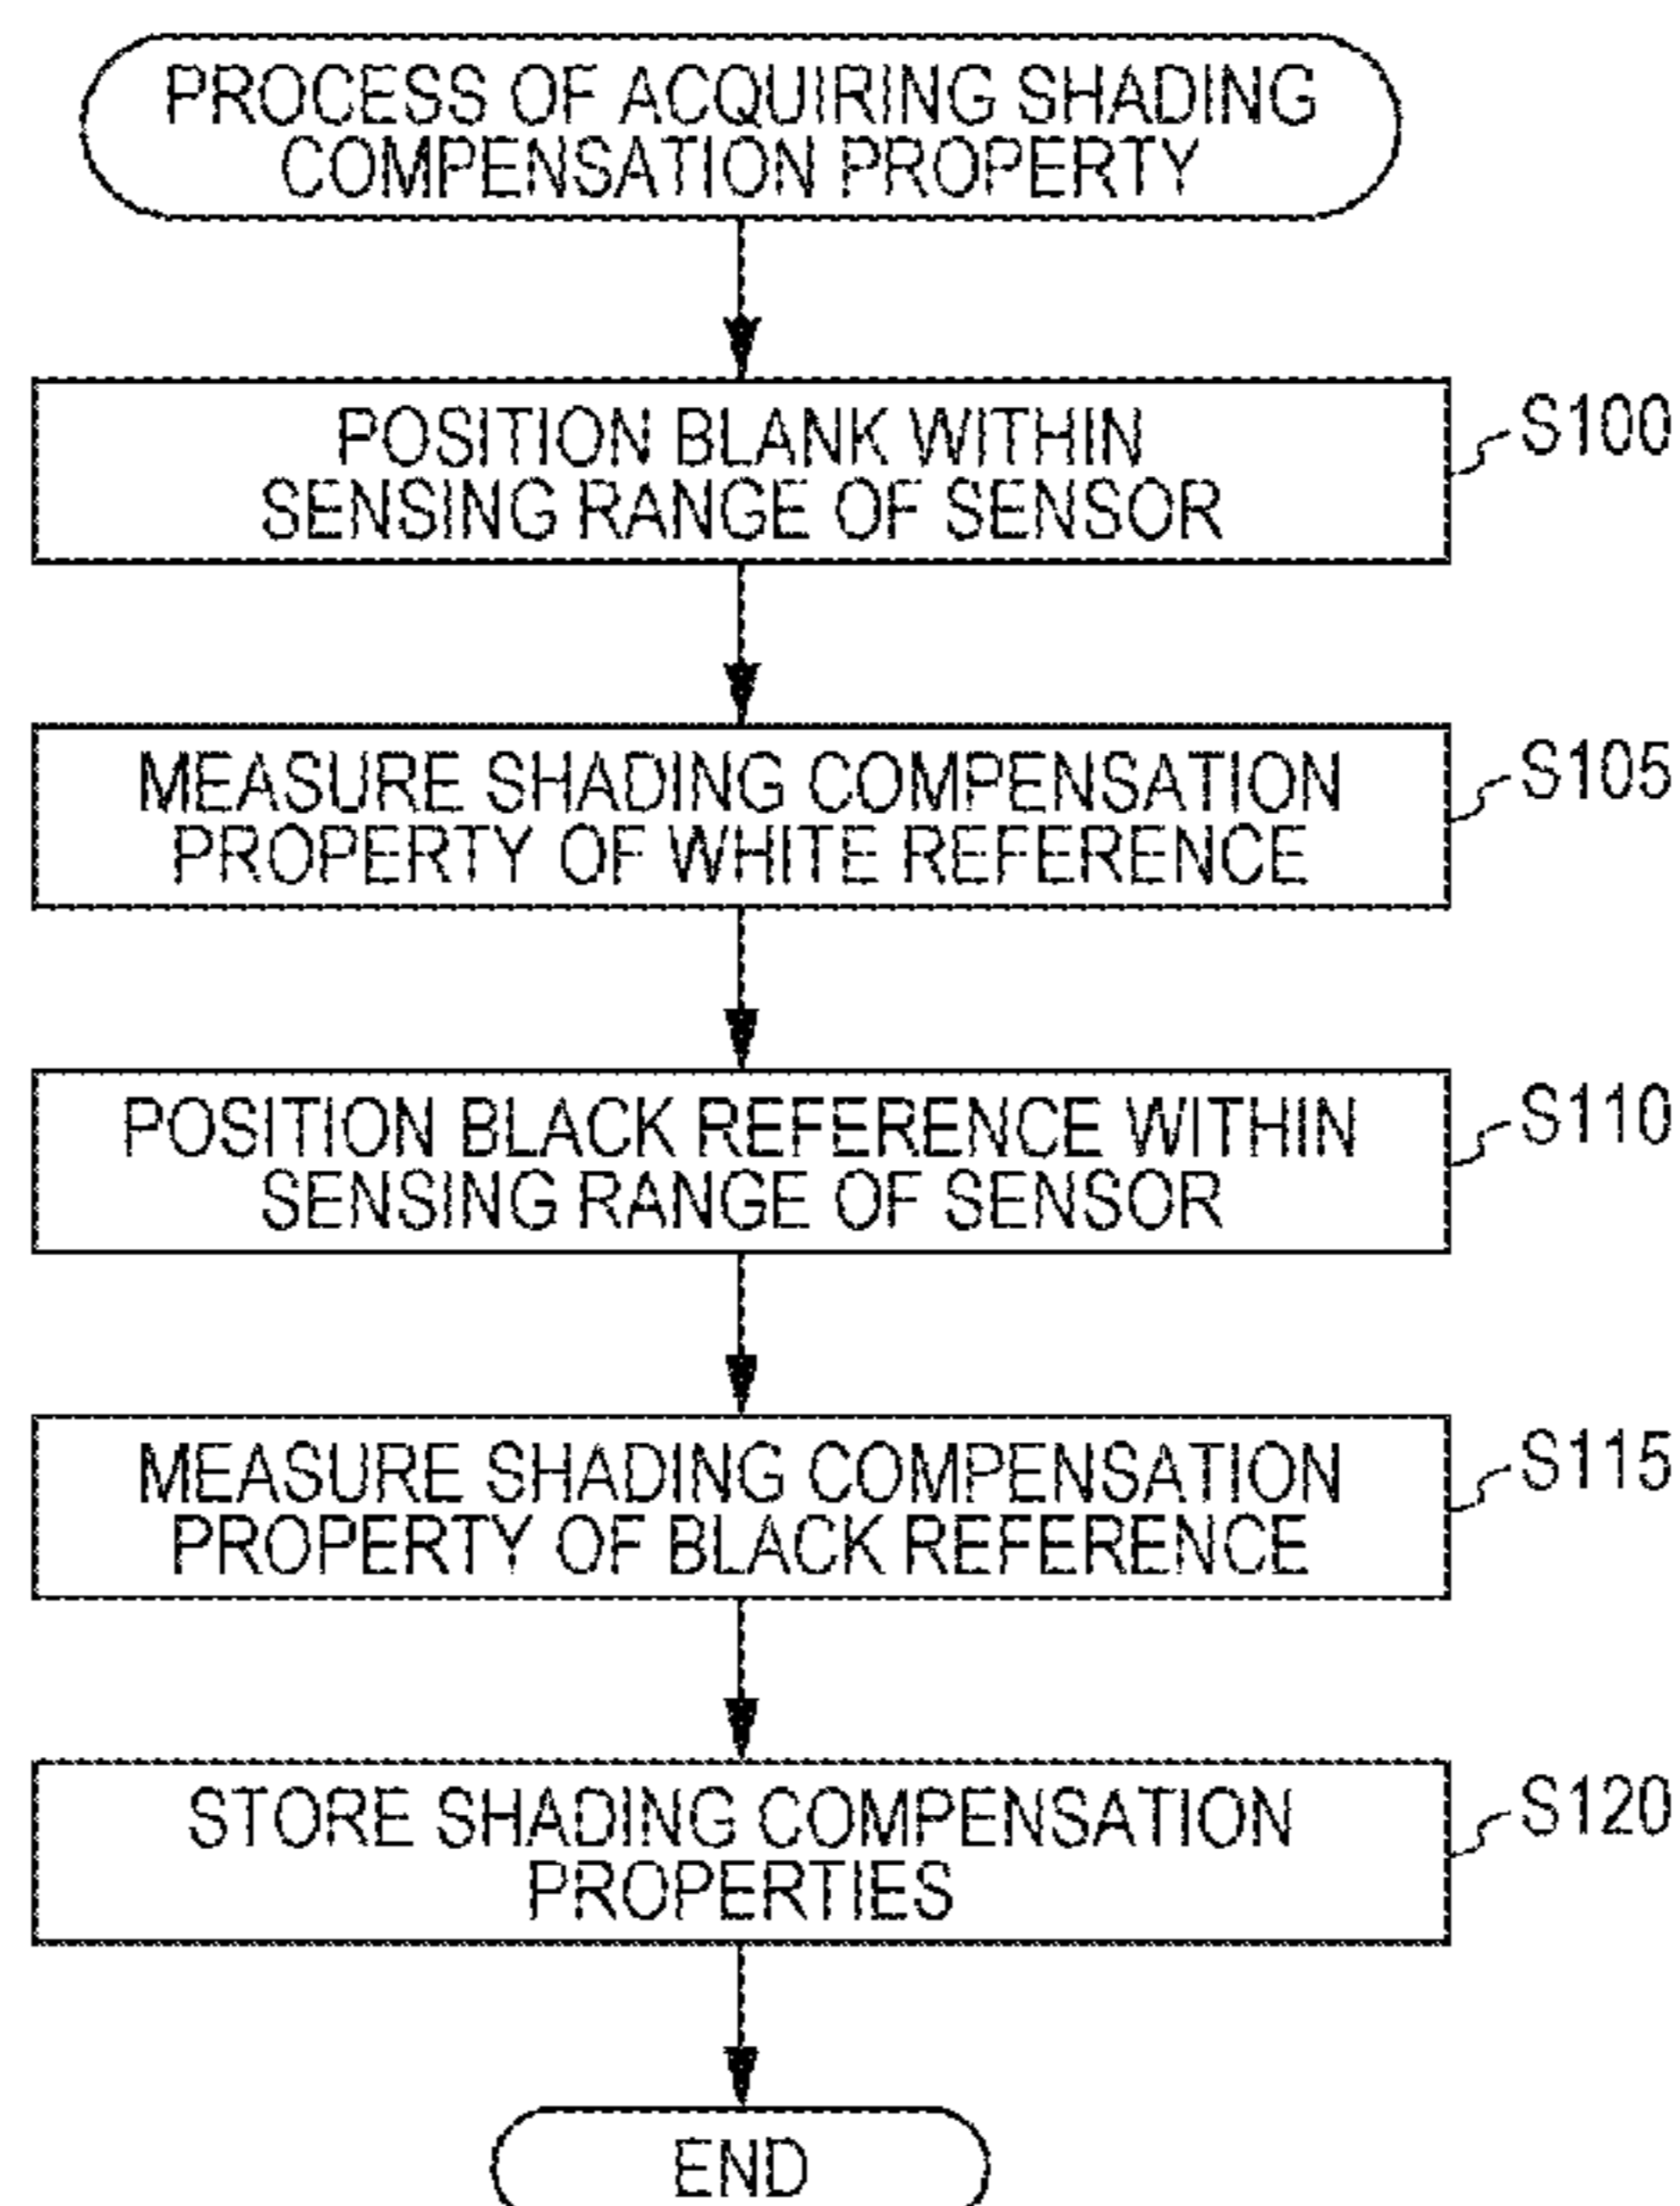 PROCESS OF ACQUIRING SHADING
COMPENSATION PROPERTY
POSITION BLANK WITHIN
SENSING RANGE OF SENSOR
S100
MEASURE SHADING COMPENSATION
PROPERTY OF WHITE REFERENCE
S105
POSITION BLACK REFERENCE WITHIN
SENSING RANGE OF SENSOR
S110
MEASURE SHADING COMPENSATION
PROPERTY OF BLACK REFERENCE
S115
STORE SHADING COMPENSATION
PROPERTIES
S120
END